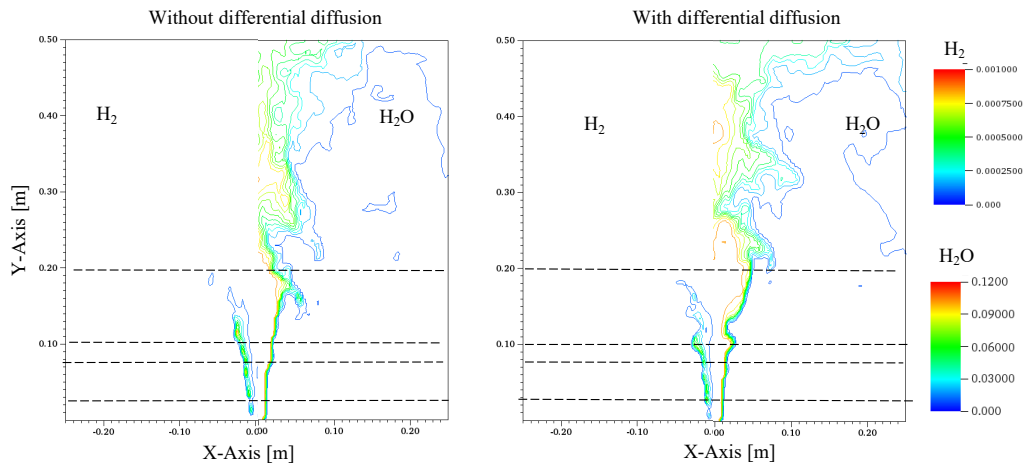 Without differential diffusion
With differential diffusion
0.50
0.40
0.30
0.20
0.10
Y-Axis [m]
H₂
H₂O
-0.20
-0.10
0.00
0.10
0.20
X-Axis [m]
0.50
0.40
0.30
0.20
0.10
H₂
H₂O
-0.20
-0.10
0.00
0.10
0.20
X-Axis [m]
H₂
0.001000
0.0007500
0.0005000
0.0002500
0.000
H₂O
0.1200
0.09000
0.06000
0.03000
0.000